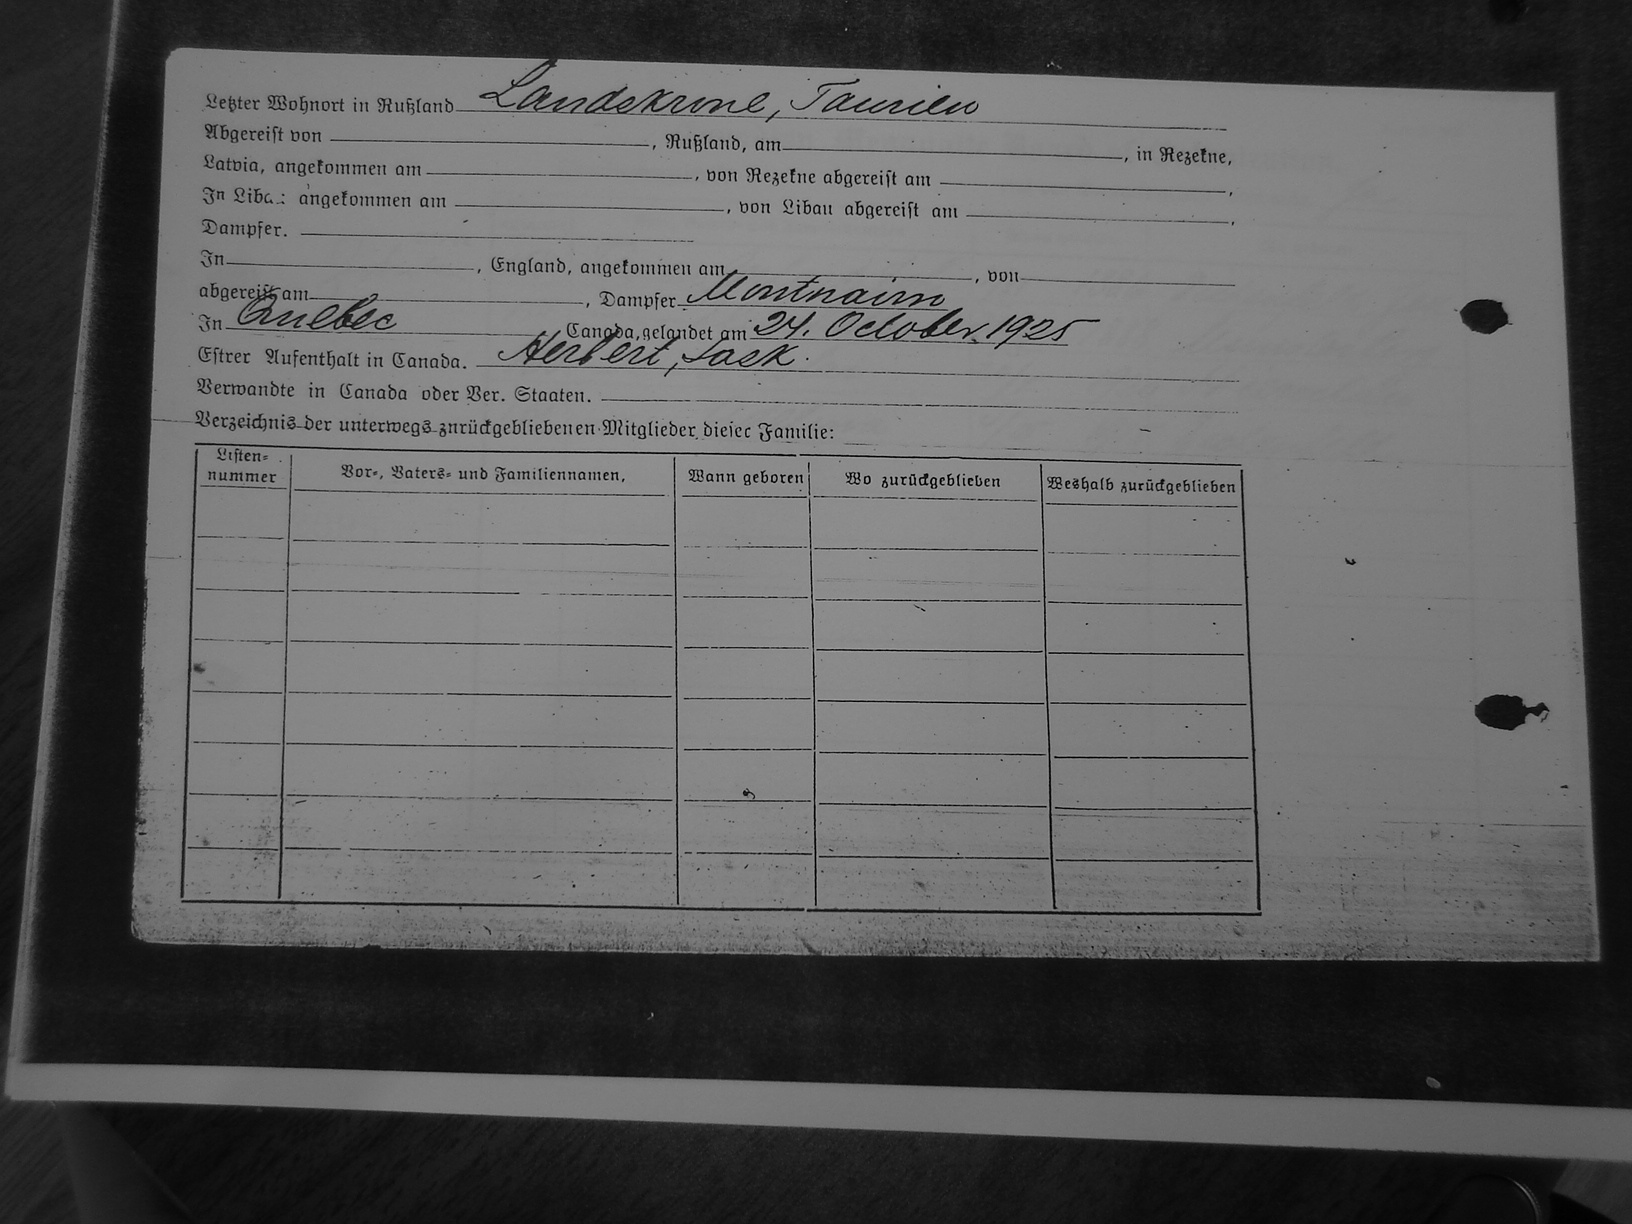 Letzter Wohnort in Rußland Landskrone, Taurien
Abgereist von , Rußland, am , in Rezekne,
Latvia, angekommen am , von Rezekne abgereist am ,
In Liba.: angekommen am , von Libau abgereist am ,
Dampfer.
In , England, angekommen am , von
abgereist am , Dampfer Montnairn
In Quebec Canada, gelandet am 24. October 1925
Estrer Aufenthalt in Canada. Herbert, Sask.
Verwandte in Canada oder Ver. Staaten.
Verzeichnis der unterwegs znrückgebliebenen Mitglieder dieser Familie:
Listen-
nummer Vor-, Vaters- und Familiennamen, Wann geboren Wo zurückgeblieben Weshalb zurückgeblieben